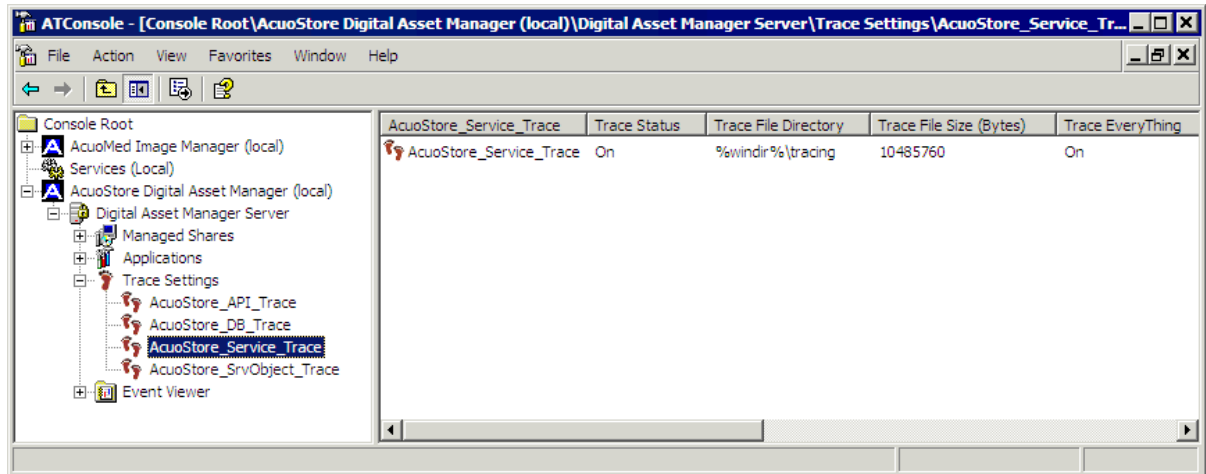 ATConsole - [Console Root\AcuoStore Digital Asset Manager (local)\Digital Asset Manager Server\Trace Settings\AcuoStore_Service_Tr...
File Action View Favorites Window Help
Console Root
AcuoMed Image Manager (local)
Services (Local)
AcuoStore Digital Asset Manager (local)
Digital Asset Manager Server
Managed Shares
Applications
Trace Settings
AcuoStore_API_Trace
AcuoStore_DB_Trace
AcuoStore_Service_Trace
AcuoStore_SrvObject_Trace
Event Viewer
AcuoStore_Service_Trace Trace Status Trace File Directory Trace File Size (Bytes) Trace EveryThing
AcuoStore_Service_Trace On %windir%\tracing 10485760 On